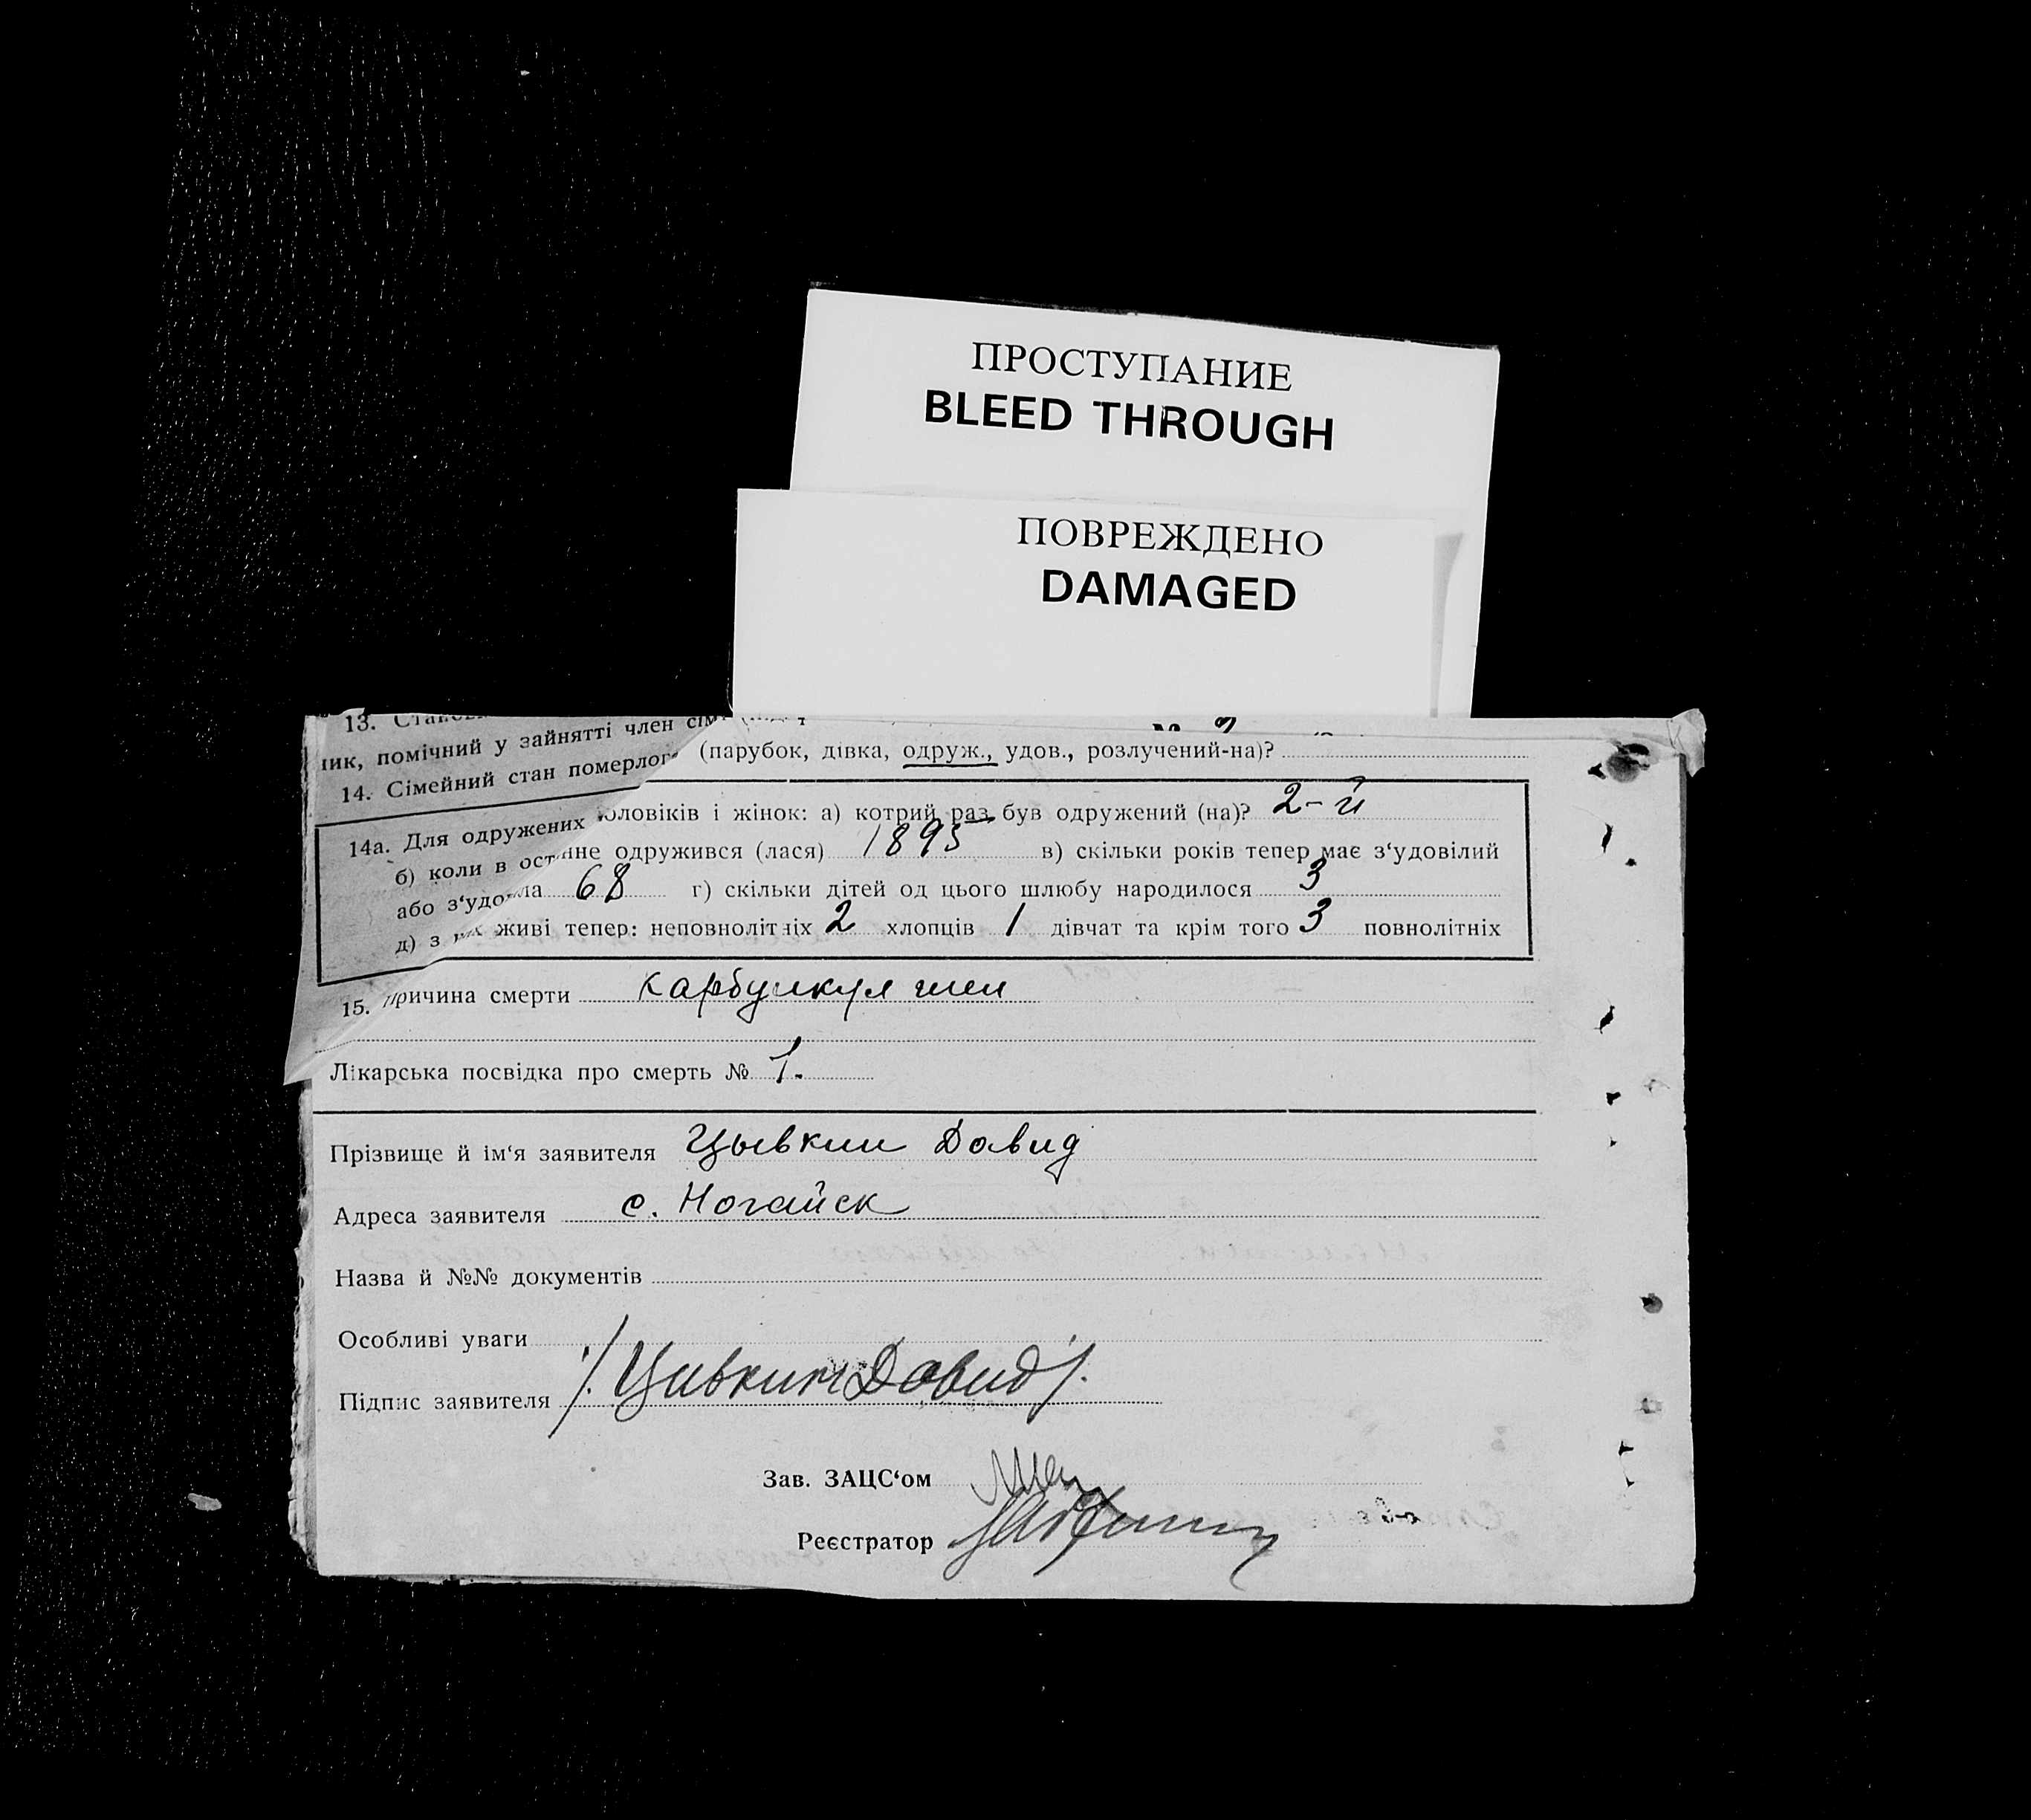 ПРОСТУПАНИЕ
BLEED THROUGH
ПОВРЕЖДЕНО
DAMAGED
13.
ник, помічний у зайнятті член сім
14. Сімейний стан померлого (парубок, дівка, одруж., удов., розлучений-на)?
14а. Для одружених чоловіків і жінок: а) котрий раз був одружений (на)? 2-й
б) коли в останне одружився (лася) 1895 в) скільки років тепер має з‘удовілий
або з‘удовіла 68 г) скільки дітей од цього шлюбу народилося 3
д) з них живі тепер: неповнолітніх 2 хлопців 1 дівчат та крім того 3 повнолітніх
15. Причина смерти Карбункул шеи
Лікарська посвідка про смерть № 1.
Прізвище й ім‘я заявителя Цывкин Довид
Адреса заявителя с. Ногайск
Назва й №№ документів
Особливі уваги
Підпис заявителя /. Цивкин Довид /.
Зав. ЗАЦС‘ом
Реєстратор